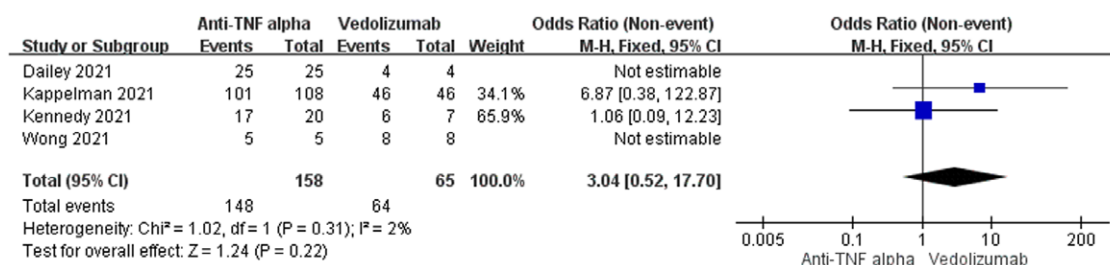 Anti-TNF alpha Vedolizumab Odds Ratio (Non-event) Odds Ratio (Non-event)
Study or Subgroup Events Total Events Total Weight M-H, Fixed, 95% CI M-H, Fixed, 95% CI
Dailey 2021 25 25 4 4 Not estimable
Kappelman 2021 101 108 46 46 34.1% 6.87 [0.38, 122.87]
Kennedy 2021 17 20 6 7 65.9% 1.06 [0.09, 12.23]
Wong 2021 5 5 8 8 Not estimable
Total (95% CI) 158 65 100.0% 3.04 [0.52, 17.70]
Total events 148 64
Heterogeneity: Chi² = 1.02, df = 1 (P = 0.31); I² = 2%
Test for overall effect: Z = 1.24 (P = 0.22)
0.005 0.1 1 10 200
Anti-TNF alpha Vedolizumab